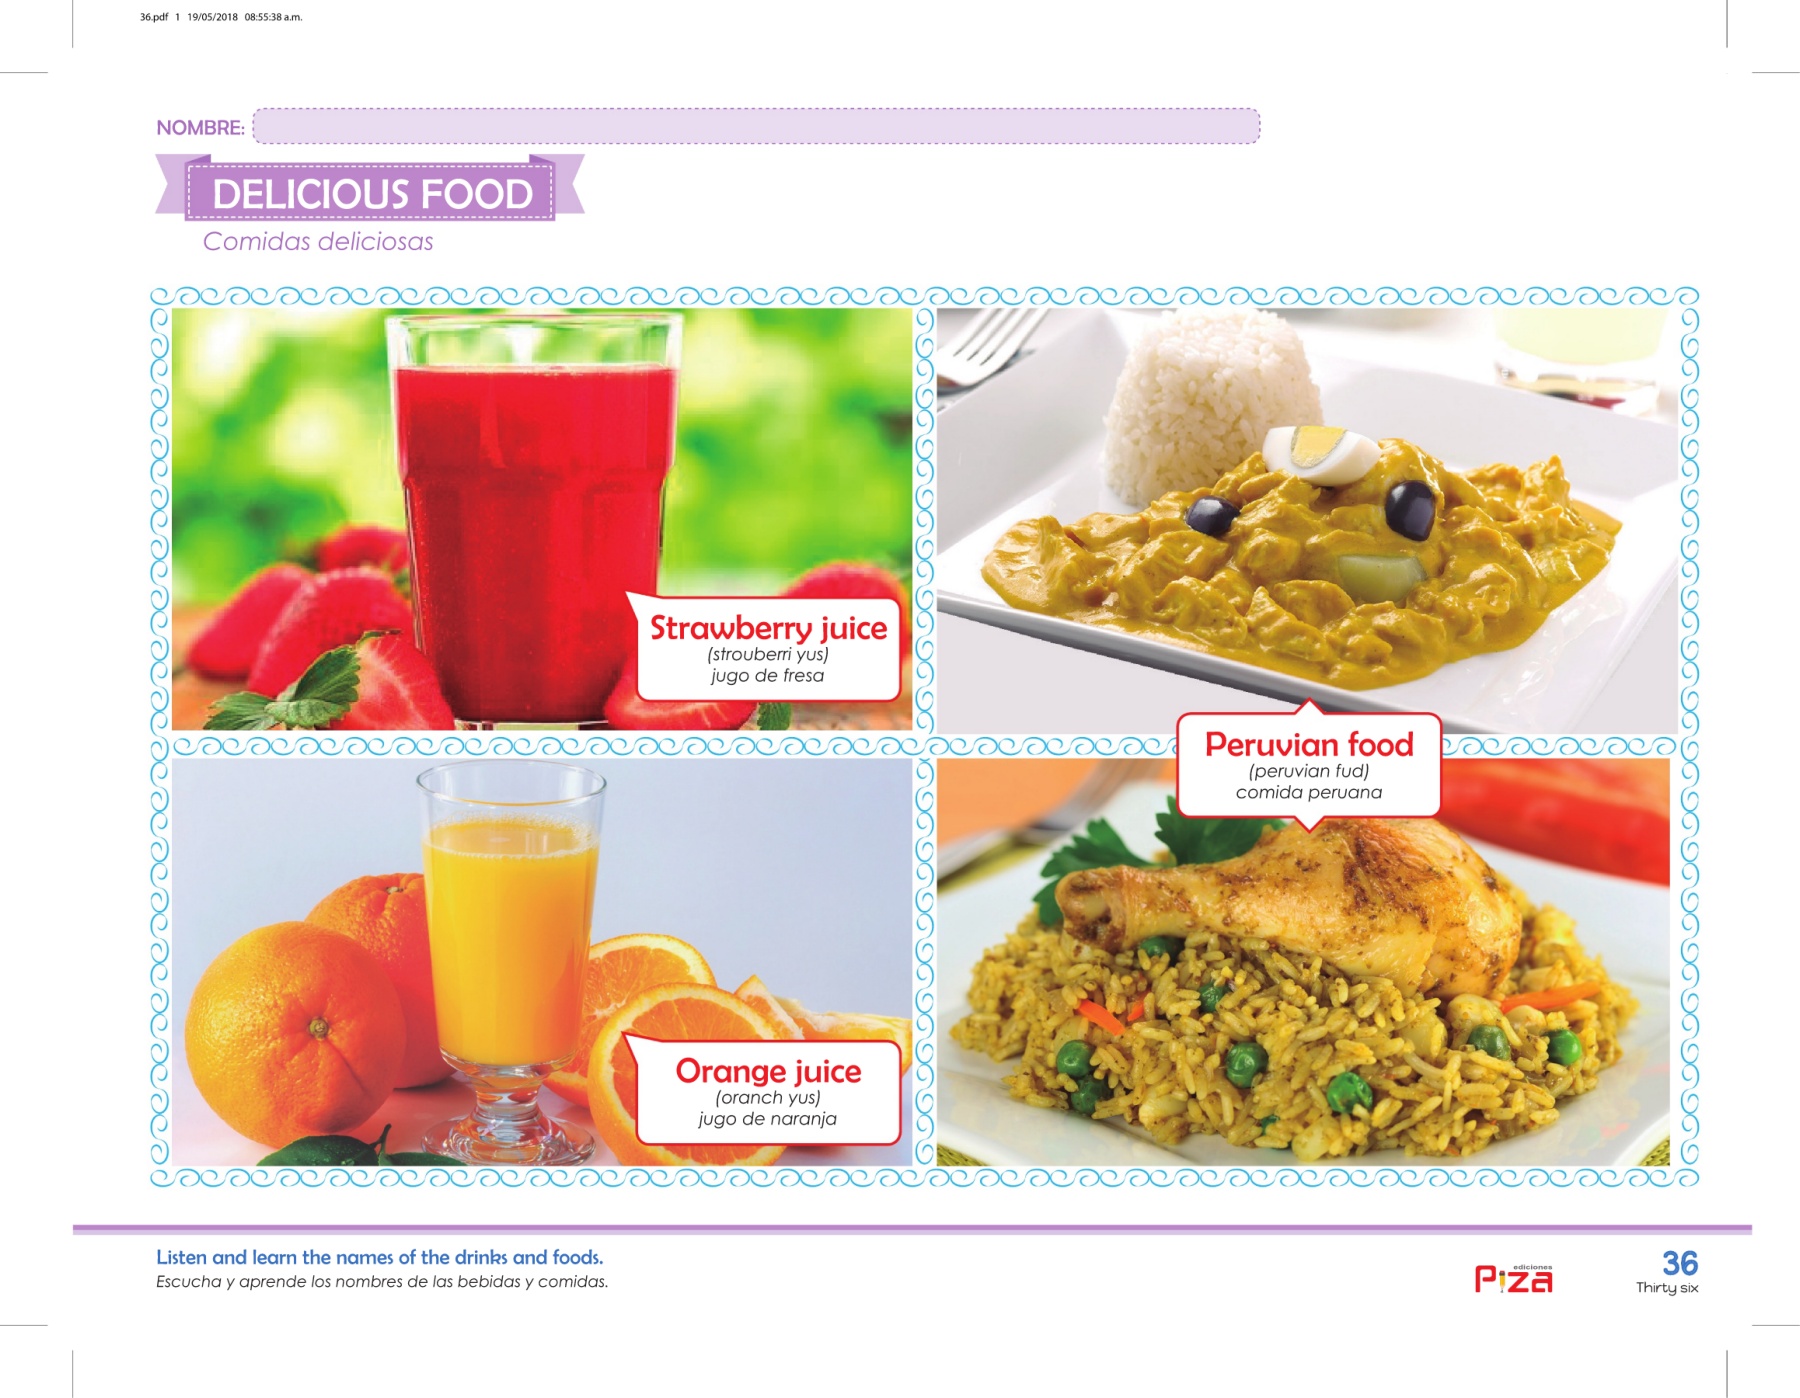 36.pdf 1 19/05/2018 08:55:38 a.m.
NOMBRE:
DELICIOUS FOOD
Comidas deliciosas
Strawberry juice
(strouberri yus)
jugo de fresa
Peruvian food
(peruvian fud)
comida peruana
Orange juice
(oranch yus)
jugo de naranja
Listen and learn the names of the drinks and foods.
Escucha y aprende los nombres de las bebidas y comidas.
ediciones
Piza
36
Thirty six